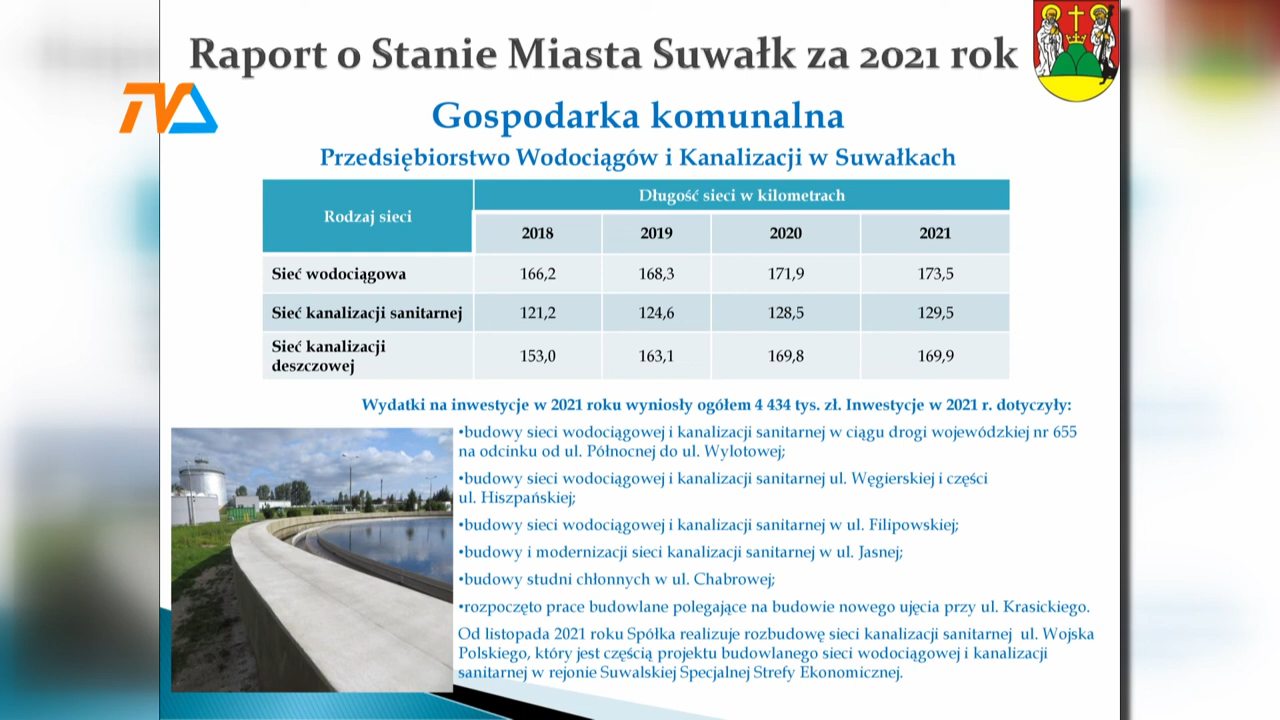 Raport o Stanie Miasta Suwałk za 2021 rok
TVA
Gospodarka komunalna
Przedsiębiorstwo Wodociągów i Kanalizacji w Suwałkach
Rodzaj sieci
Długość sieci w kilometrach
2018 2019 2020 2021
Sieć wodociągowa 166,2 168,3 171,9 173,5
Sieć kanalizacji sanitarnej 121,2 124,6 128,5 129,5
Sieć kanalizacji
deszczowej 153,0 163,1 169,8 169,9
Wydatki na inwestycje w 2021 roku wyniosły ogółem 4 434 tys. zł. Inwestycje w 2021 r. dotyczyły:
•budowy sieci wodociągowej i kanalizacji sanitarnej w ciągu drogi wojewódzkiej nr 655
na odcinku od ul. Północnej do ul. Wylotowej;
•budowy sieci wodociągowej i kanalizacji sanitarnej ul. Węgierskiej i części
ul. Hiszpańskiej;
•budowy sieci wodociągowej i kanalizacji sanitarnej w ul. Filipowskiej;
•budowy i modernizacji sieci kanalizacji sanitarnej w ul. Jasnej;
•budowy studni chłonnych w ul. Chabrowej;
•rozpoczęto prace budowlane polegające na budowie nowego ujęcia przy ul. Krasickiego.
Od listopada 2021 roku Spółka realizuje rozbudowę sieci kanalizacji sanitarnej ul. Wojska
Polskiego, który jest częścią projektu budowlanego sieci wodociągowej i kanalizacji
sanitarnej w rejonie Suwalskiej Specjalnej Strefy Ekonomicznej.